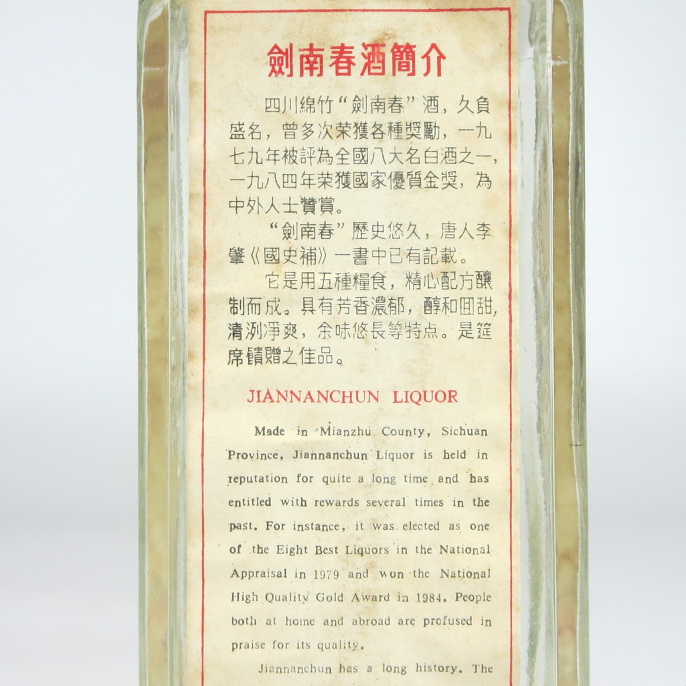 劍南春酒簡介
四川綿竹“劍南春”酒，久負
盛名，曾多次荣獲各種獎勵，一九
七九年被評為全國八大名白酒之一，
一九八四年荣獲國家優質金獎，為
中外人士贊賞。
“劍南春”歷史悠久，唐人李
肇《國史補》一書中已有記載。
它是用五種糧食，精心配方釀
制而成。具有芳香濃郁，醇和回甜，
清洌淨爽，余味悠長等特点。是筵
席饋贈之佳品。
JIANNANCHUN LIQUOR
Made in Mianzhu County, Sichuan
Province, Jiannanchun Liquor is held in
reputation for quite a long time and has
entitled with rewards several times in the
past. For instance, it was elected as one
of the Eight Best Liquors in the National
Appraisal in 1979 and won the National
High Quality Gold Award in 1984. People
both at home and abroad are profused in
praise for its quality.
Jiannanchun has a long history. The